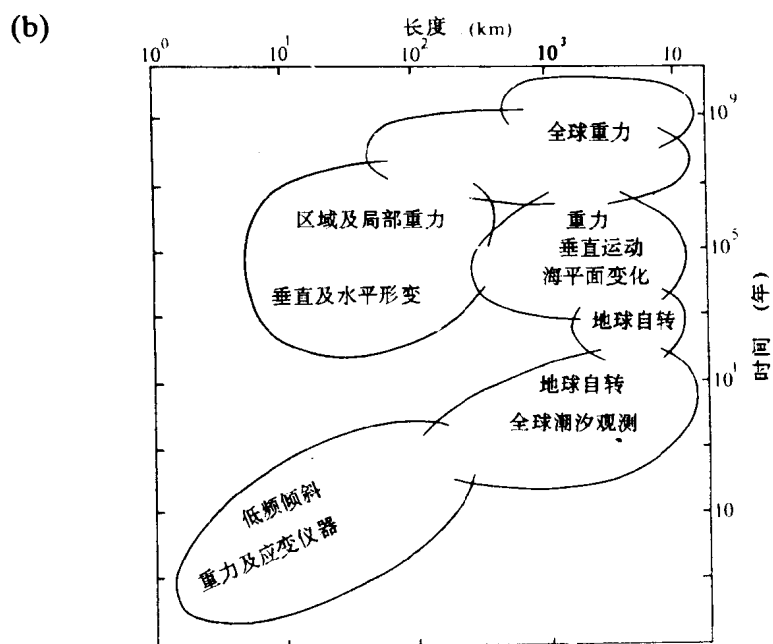 (b)
长度 (km)
10⁰ 10¹ 10² 10³ 10
10⁹
全球重力
区域及局部重力
重力
垂直运动
10⁵
海平面变化
垂直及水平形变
地球自转
时间 (年)
10¹
地球自转
全球潮汐观测
10
低频倾斜
重力及应变仪器